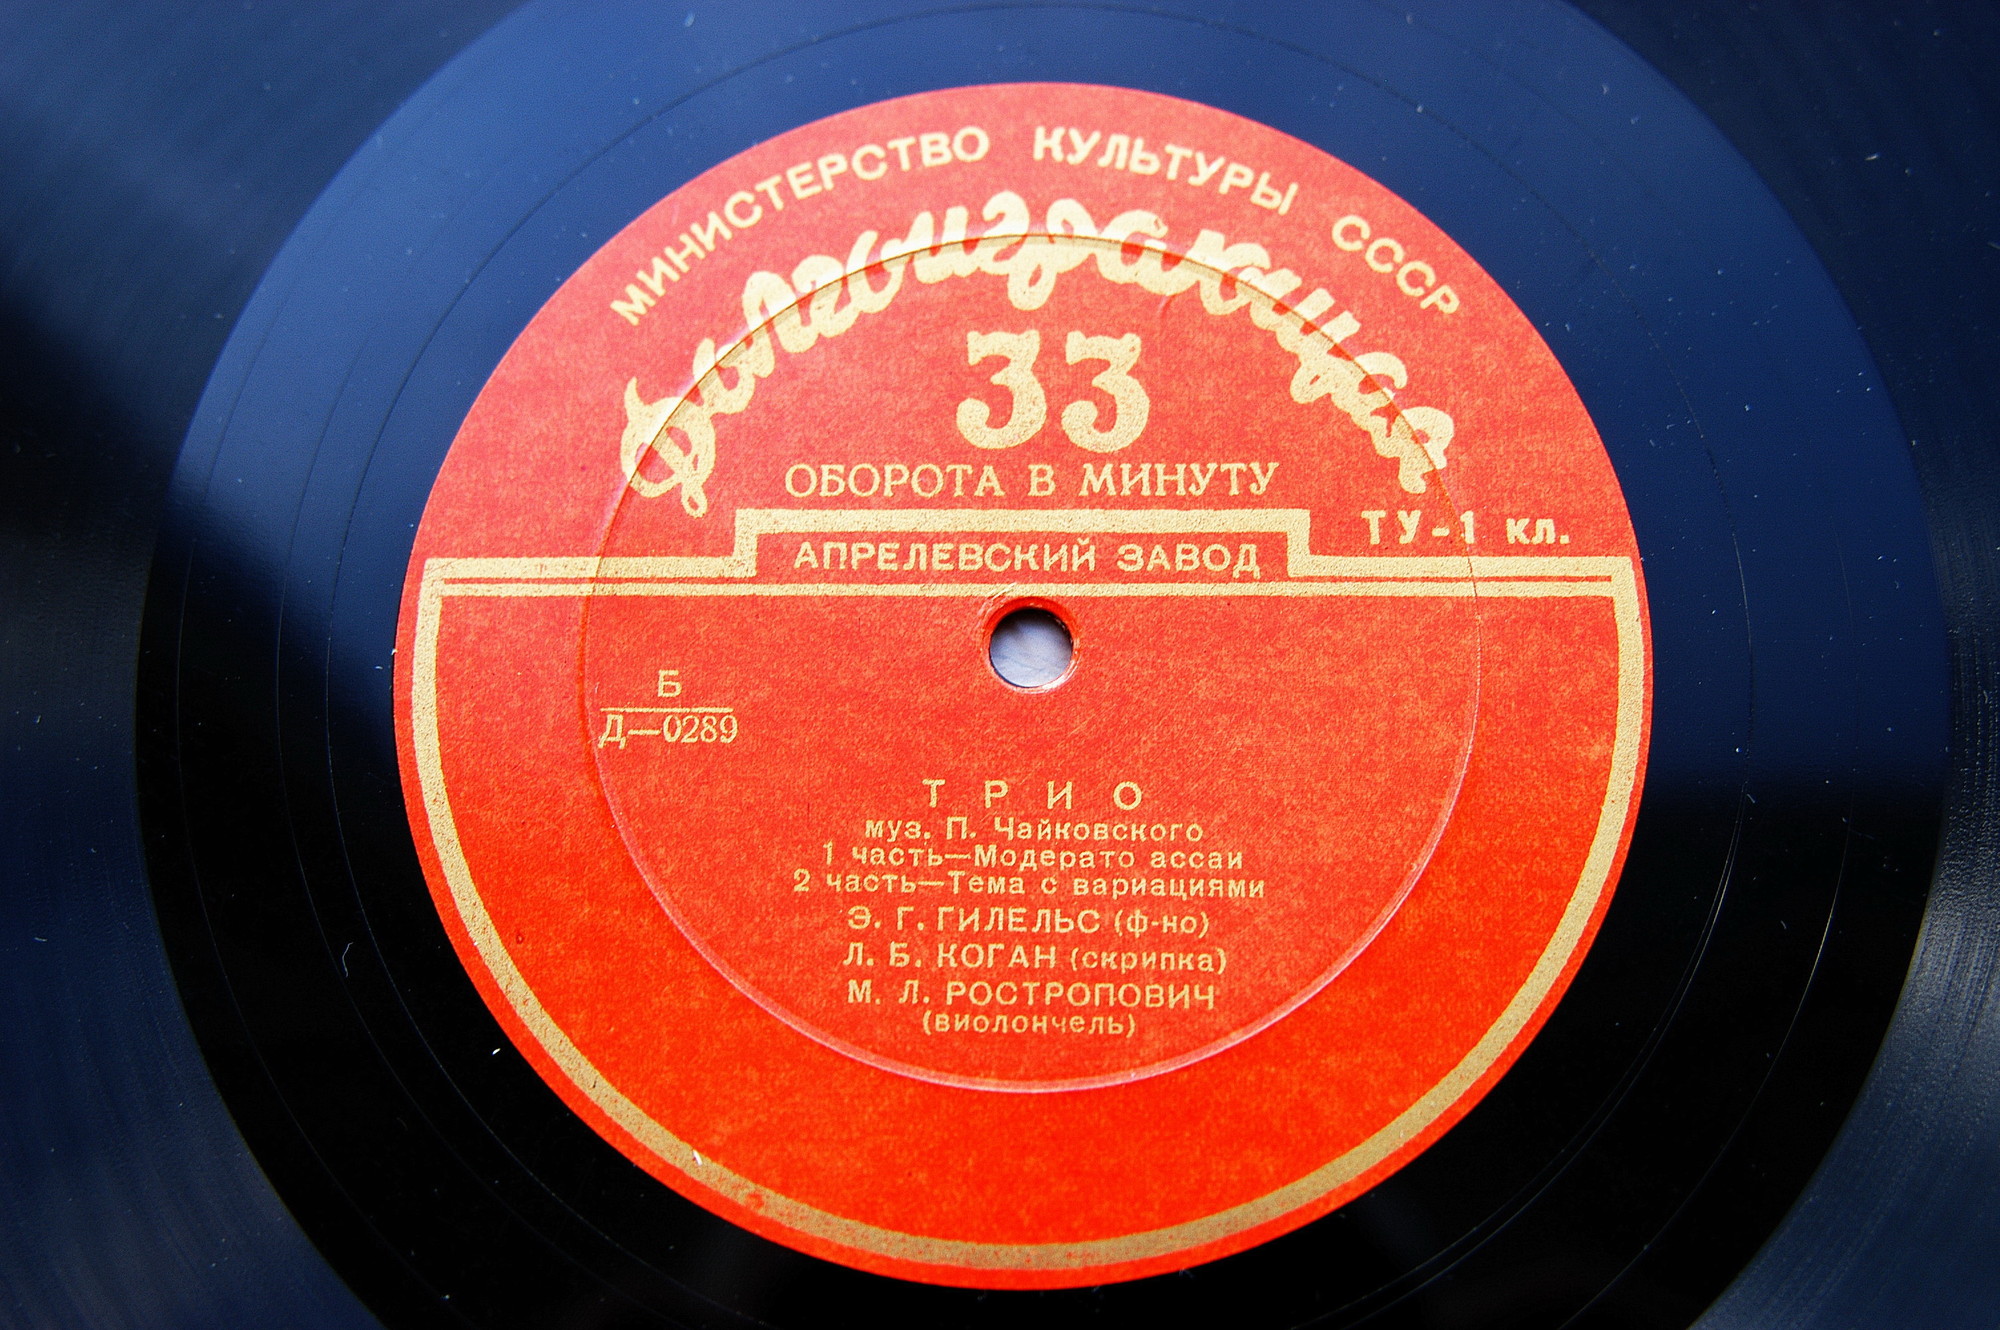 МИНИСТЕРСТВО КУЛЬТУРЫ СССР
Долгоиграющая
33
ОБОРОТА В МИНУТУ
ТУ-1 кл.
АПРЕЛЕВСКИЙ ЗАВОД
Б
Д—0289
ТРИО
муз. П. Чайковского
1 часть—Модерато ассаи
2 часть—Тема с вариациями
Э. Г. ГИЛЕЛЬС (ф-но)
Л. Б. КОГАН (скрипка)
М. Л. РОСТРОПОВИЧ
(виолончель)